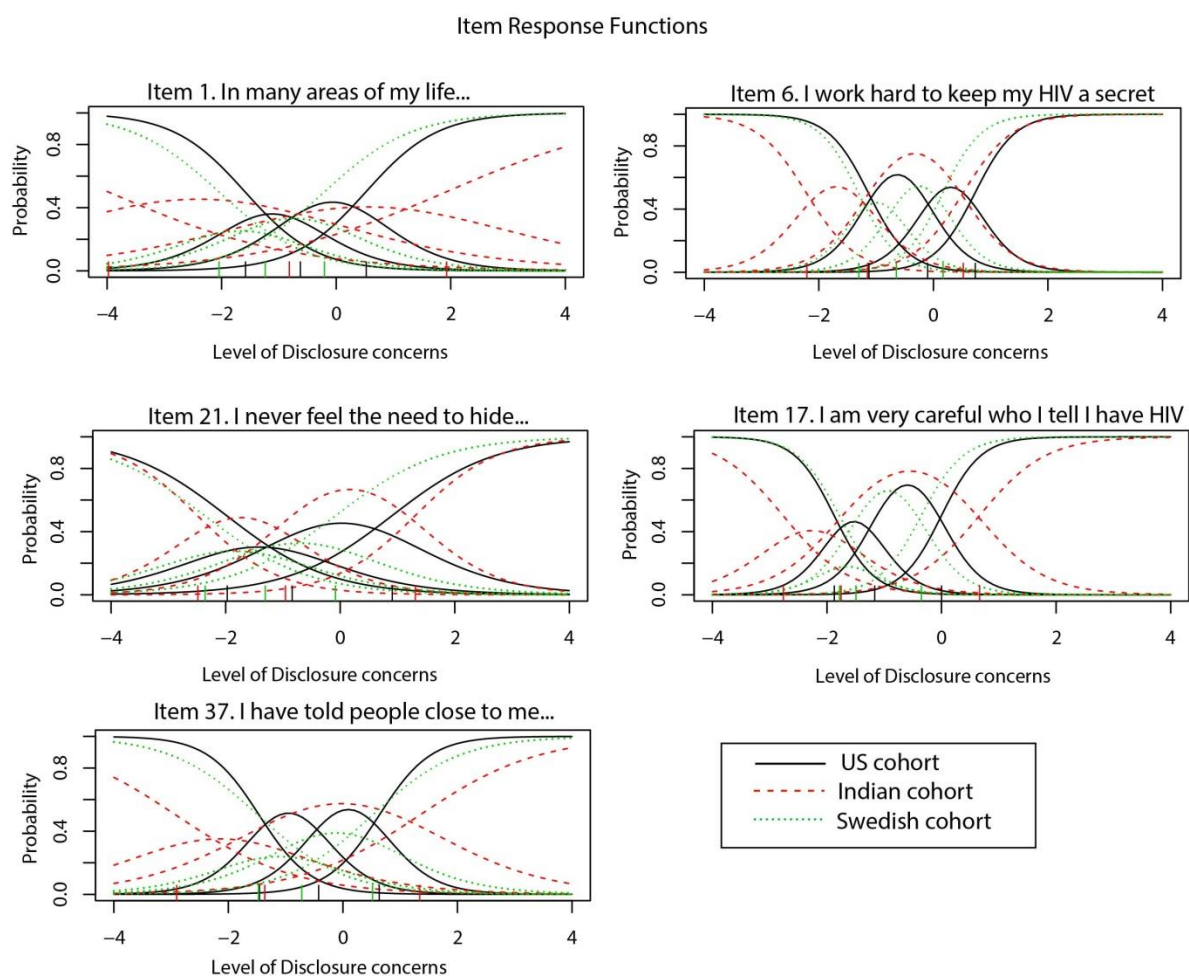 Item Response Functions
Item 1. In many areas of my life...
Probability
0.0 0.4 0.8
−4 −2 0 2 4
Level of Disclosure concerns
Item 6. I work hard to keep my HIV a secret
Probability
0.0 0.4 0.8
−4 −2 0 2 4
Level of Disclosure concerns
Item 21. I never feel the need to hide...
Probability
0.0 0.4 0.8
−4 −2 0 2 4
Level of Disclosure concerns
Item 17. I am very careful who I tell I have HIV
Probability
0.0 0.4 0.8
−4 −2 0 2 4
Level of Disclosure concerns
Item 37. I have told people close to me...
Probability
0.0 0.4 0.8
−4 −2 0 2 4
Level of Disclosure concerns
US cohort
Indian cohort
Swedish cohort